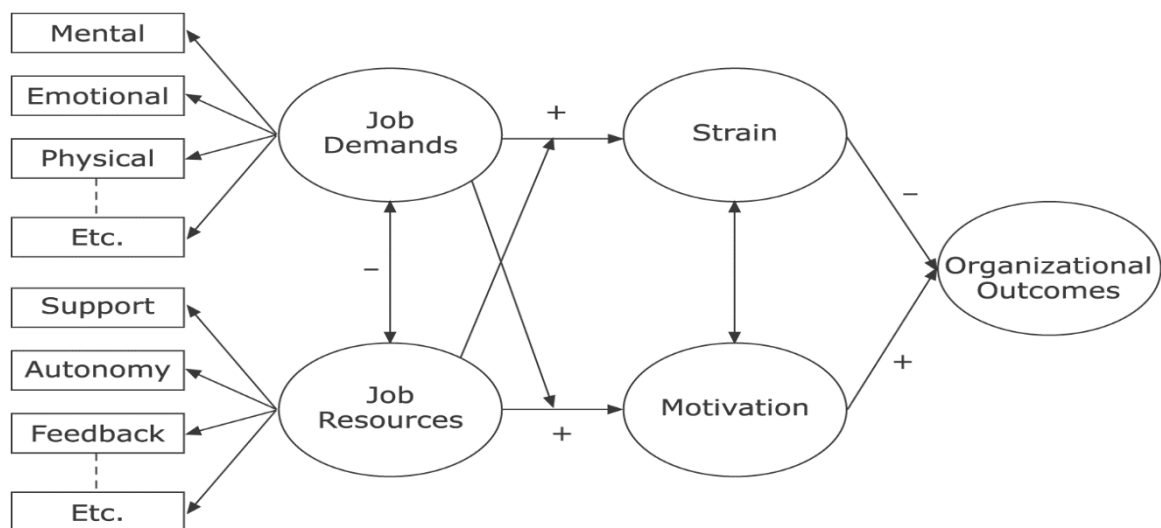 Mental
Emotional
Physical
Etc.
Support
Autonomy
Feedback
Etc.
Job
Demands
–
Job
Resources
+
+
Strain
Motivation
–
+
Organizational
Outcomes